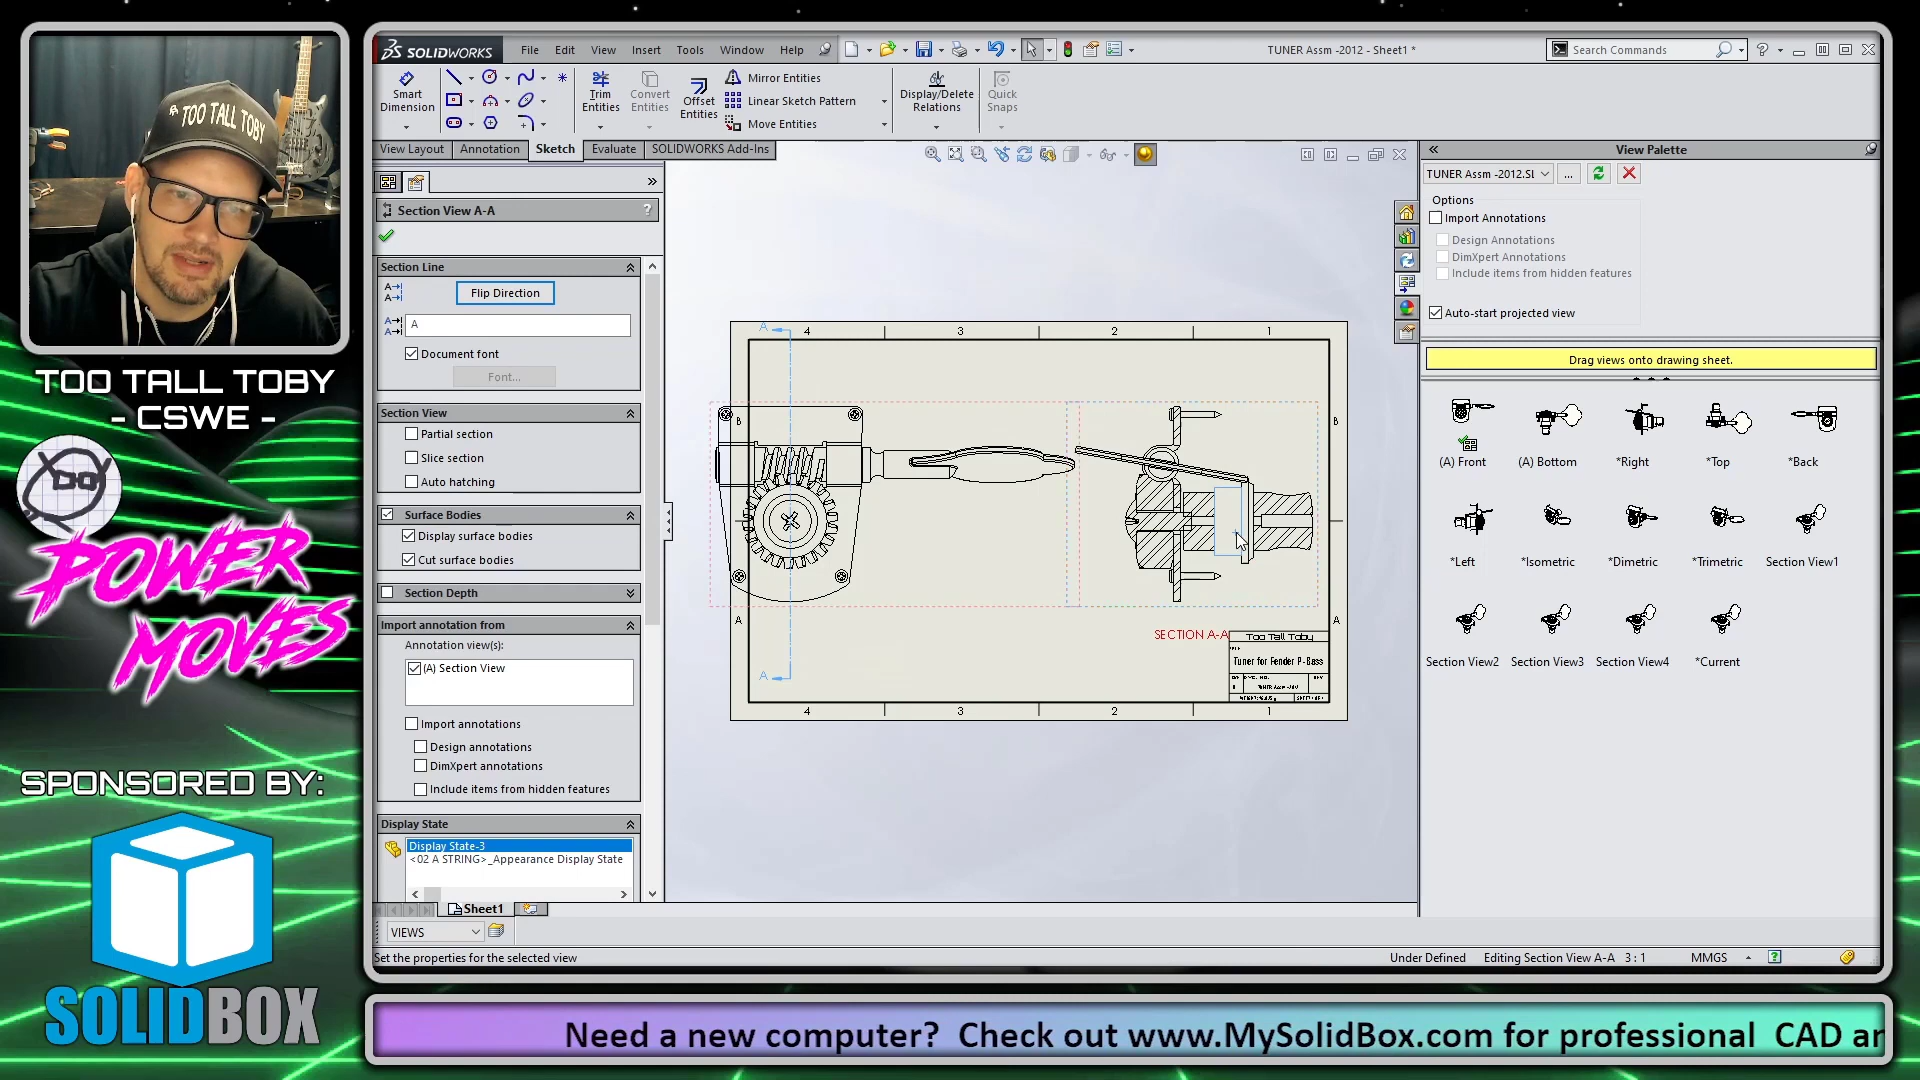 TOO TALL TOBY
TOO TALL TOBY
- CSWE -
POWER
MOVES
SPONSORED BY:
SOLIDBOX
SOLIDWORKS
File Edit View Insert Tools Window Help
TUNER Assm -2012 - Sheet1 *
Search Commands
Smart Dimension
Trim Entities
Convert Entities
Offset Entities
Mirror Entities
Linear Sketch Pattern
Move Entities
Display/Delete Relations
Quick Snaps
View Layout Annotation Sketch Evaluate SOLIDWORKS Add-Ins
Section View A-A
Section Line
Flip Direction
A
Document font
Font...
Section View
Partial section
Slice section
Auto hatching
Surface Bodies
Display surface bodies
Cut surface bodies
Section Depth
Import annotation from
Annotation view(s):
(A) Section View
Import annotations
Design annotations
DimXpert annotations
Include items from hidden features
Display State
Display State-3
<02 A STRING>_Appearance Display State
Sheet1
VIEWS
Set the properties for the selected view
A 4 3 2 1
B B
A A
SECTION A-A
Too Tall Toby
Tuner for Fender P-Bass
A
4 3 2 1
View Palette
TUNER Assm -2012.SL
...
Options
Import Annotations
Design Annotations
DimXpert Annotations
Include items from hidden features
Auto-start projected view
Drag views onto drawing sheet.
(A) Front (A) Bottom *Right *Top *Back
*Left *Isometric *Dimetric *Trimetric Section View1
Section View2 Section View3 Section View4 *Current
Under Defined Editing Section View A-A 3 : 1 MMGS
Need a new computer? Check out www.MySolidBox.com for professional CAD an